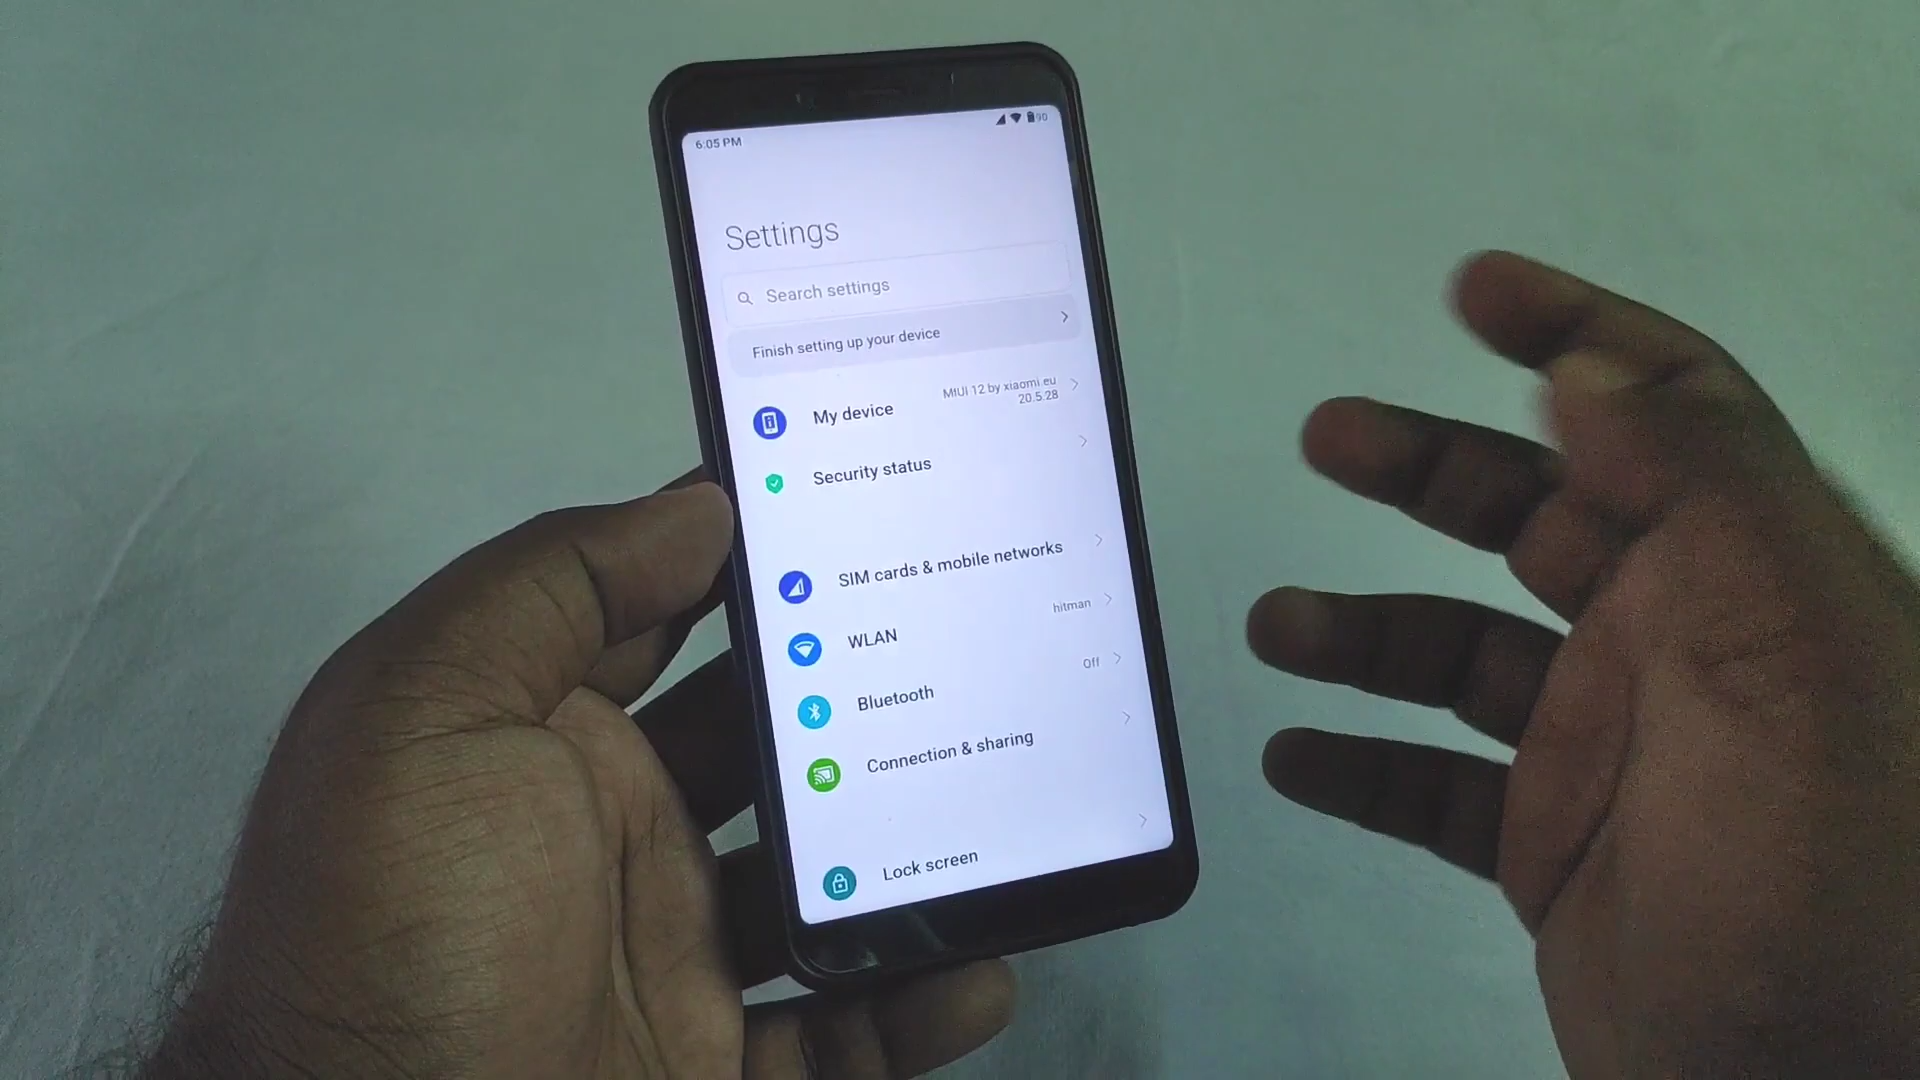 6:05 PM
90
Settings
Search settings
Finish setting up your device
My device
MIUI 12 by xiaomi.eu
20.5.28
Security status
SIM cards & mobile networks
WLAN
hitman
Bluetooth
Off
Connection & sharing
Lock screen